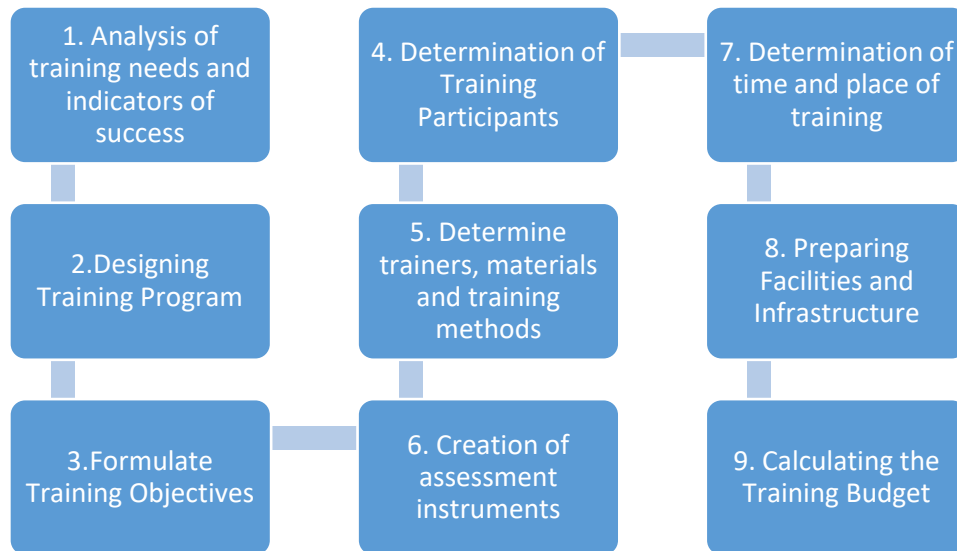 1. Analysis of
training needs and
indicators of
success
2.Designing
Training Program
3.Formulate
Training Objectives
4. Determination of
Training
Participants
5. Determine
trainers, materials
and training
methods
6. Creation of
assessment
instruments
7. Determination of
time and place of
training
8. Preparing
Facilities and
Infrastructure
9. Calculating the
Training Budget